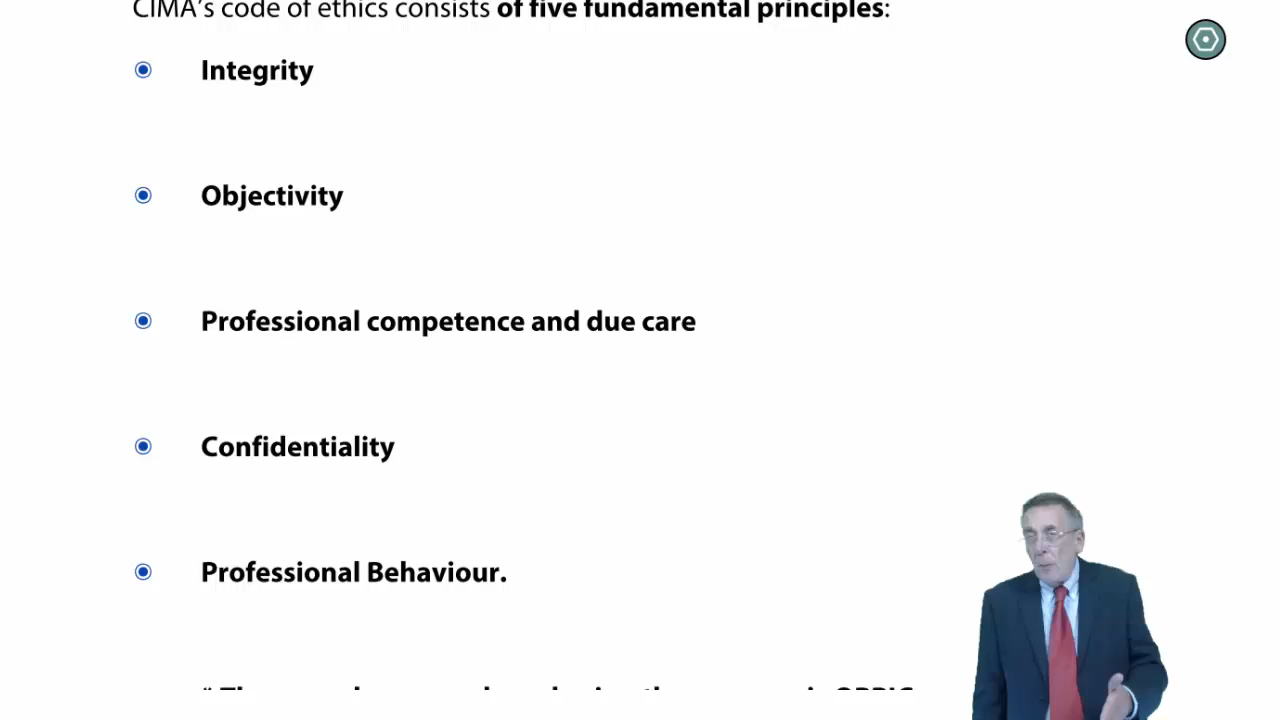 CIMA's code of ethics consists of five fundamental principles:
Integrity
Objectivity
Professional competence and due care
Confidentiality
Professional Behaviour.